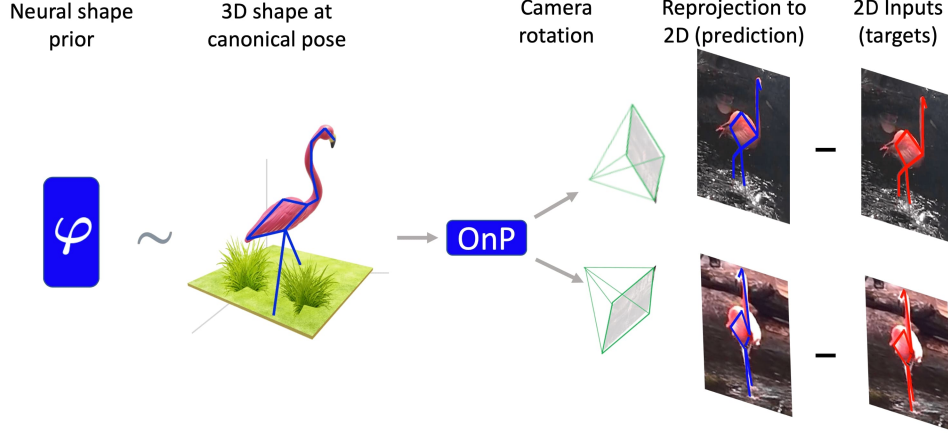 Neural shape
prior
3D shape at
canonical pose
Camera
rotation
Reprojection to
2D (prediction)
2D Inputs
(targets)
φ
~
OnP
–
–